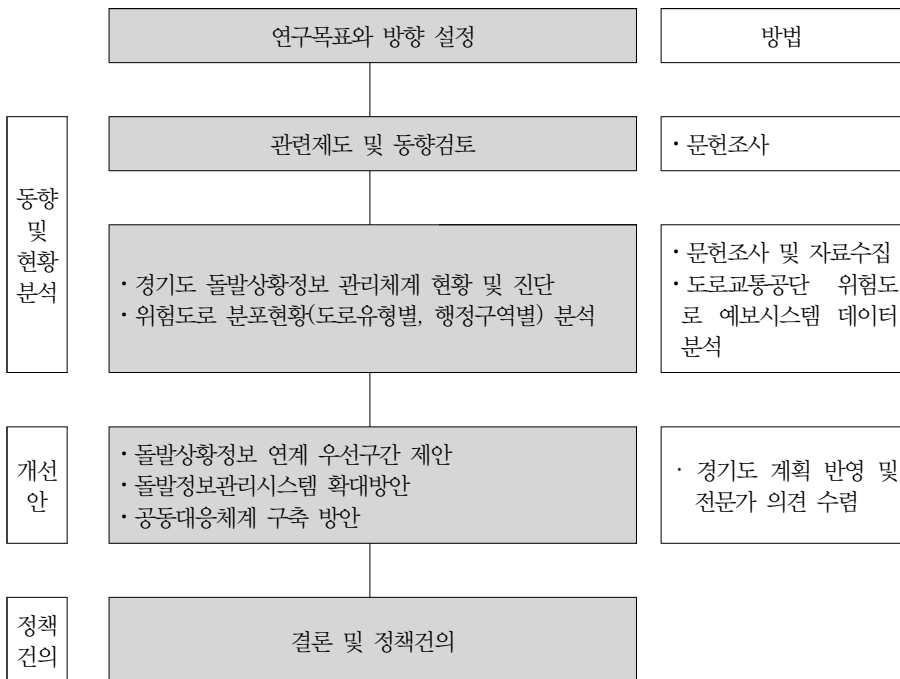 연구목표와 방향 설정
방법
동향
및
현황
분석
관련제도 및 동향검토
・문헌조사
・경기도 돌발상황정보 관리체계 현황 및 진단
・위험도로 분포현황(도로유형별, 행정구역별) 분석
・문헌조사 및 자료수집
・도로교통공단 위험도
로 예보시스템 데이터
분석
개선
안
・돌발상황정보 연계 우선구간 제안
・돌발정보관리시스템 확대방안
・공동대응체계 구축 방안
· 경기도 계획 반영 및
전문가 의견 수렴
정책
건의
결론 및 정책건의